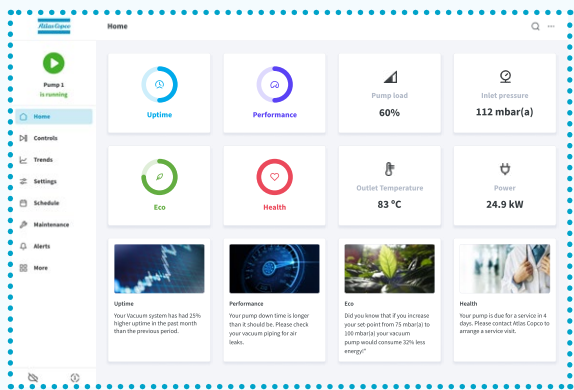 Atlas Copco
Home
Pump 1
is running
Home
Controls
Trends
Settings
Schedule
Maintenance
Alerts
More
Uptime
Performance
Pump load
60%
Inlet pressure
112 mbar(a)
Eco
Health
Outlet Temperature
83 °C
Power
24.9 kW
Uptime
Your Vacuum system has had 25%
higher uptime in the past month
than the previous period.
Performance
Your pump down time is longer
than it should be. Please check
your vacuum piping for air
leaks.
Eco
Did you know that if you increase
your set-point from 75 mbar(a) to
100 mbar(a) your vacuum
pump would consume 32% less
energy!"
Health
Your pump is due for a service in 4
days. Please contact Atlas Copco to
arrange a service visit.